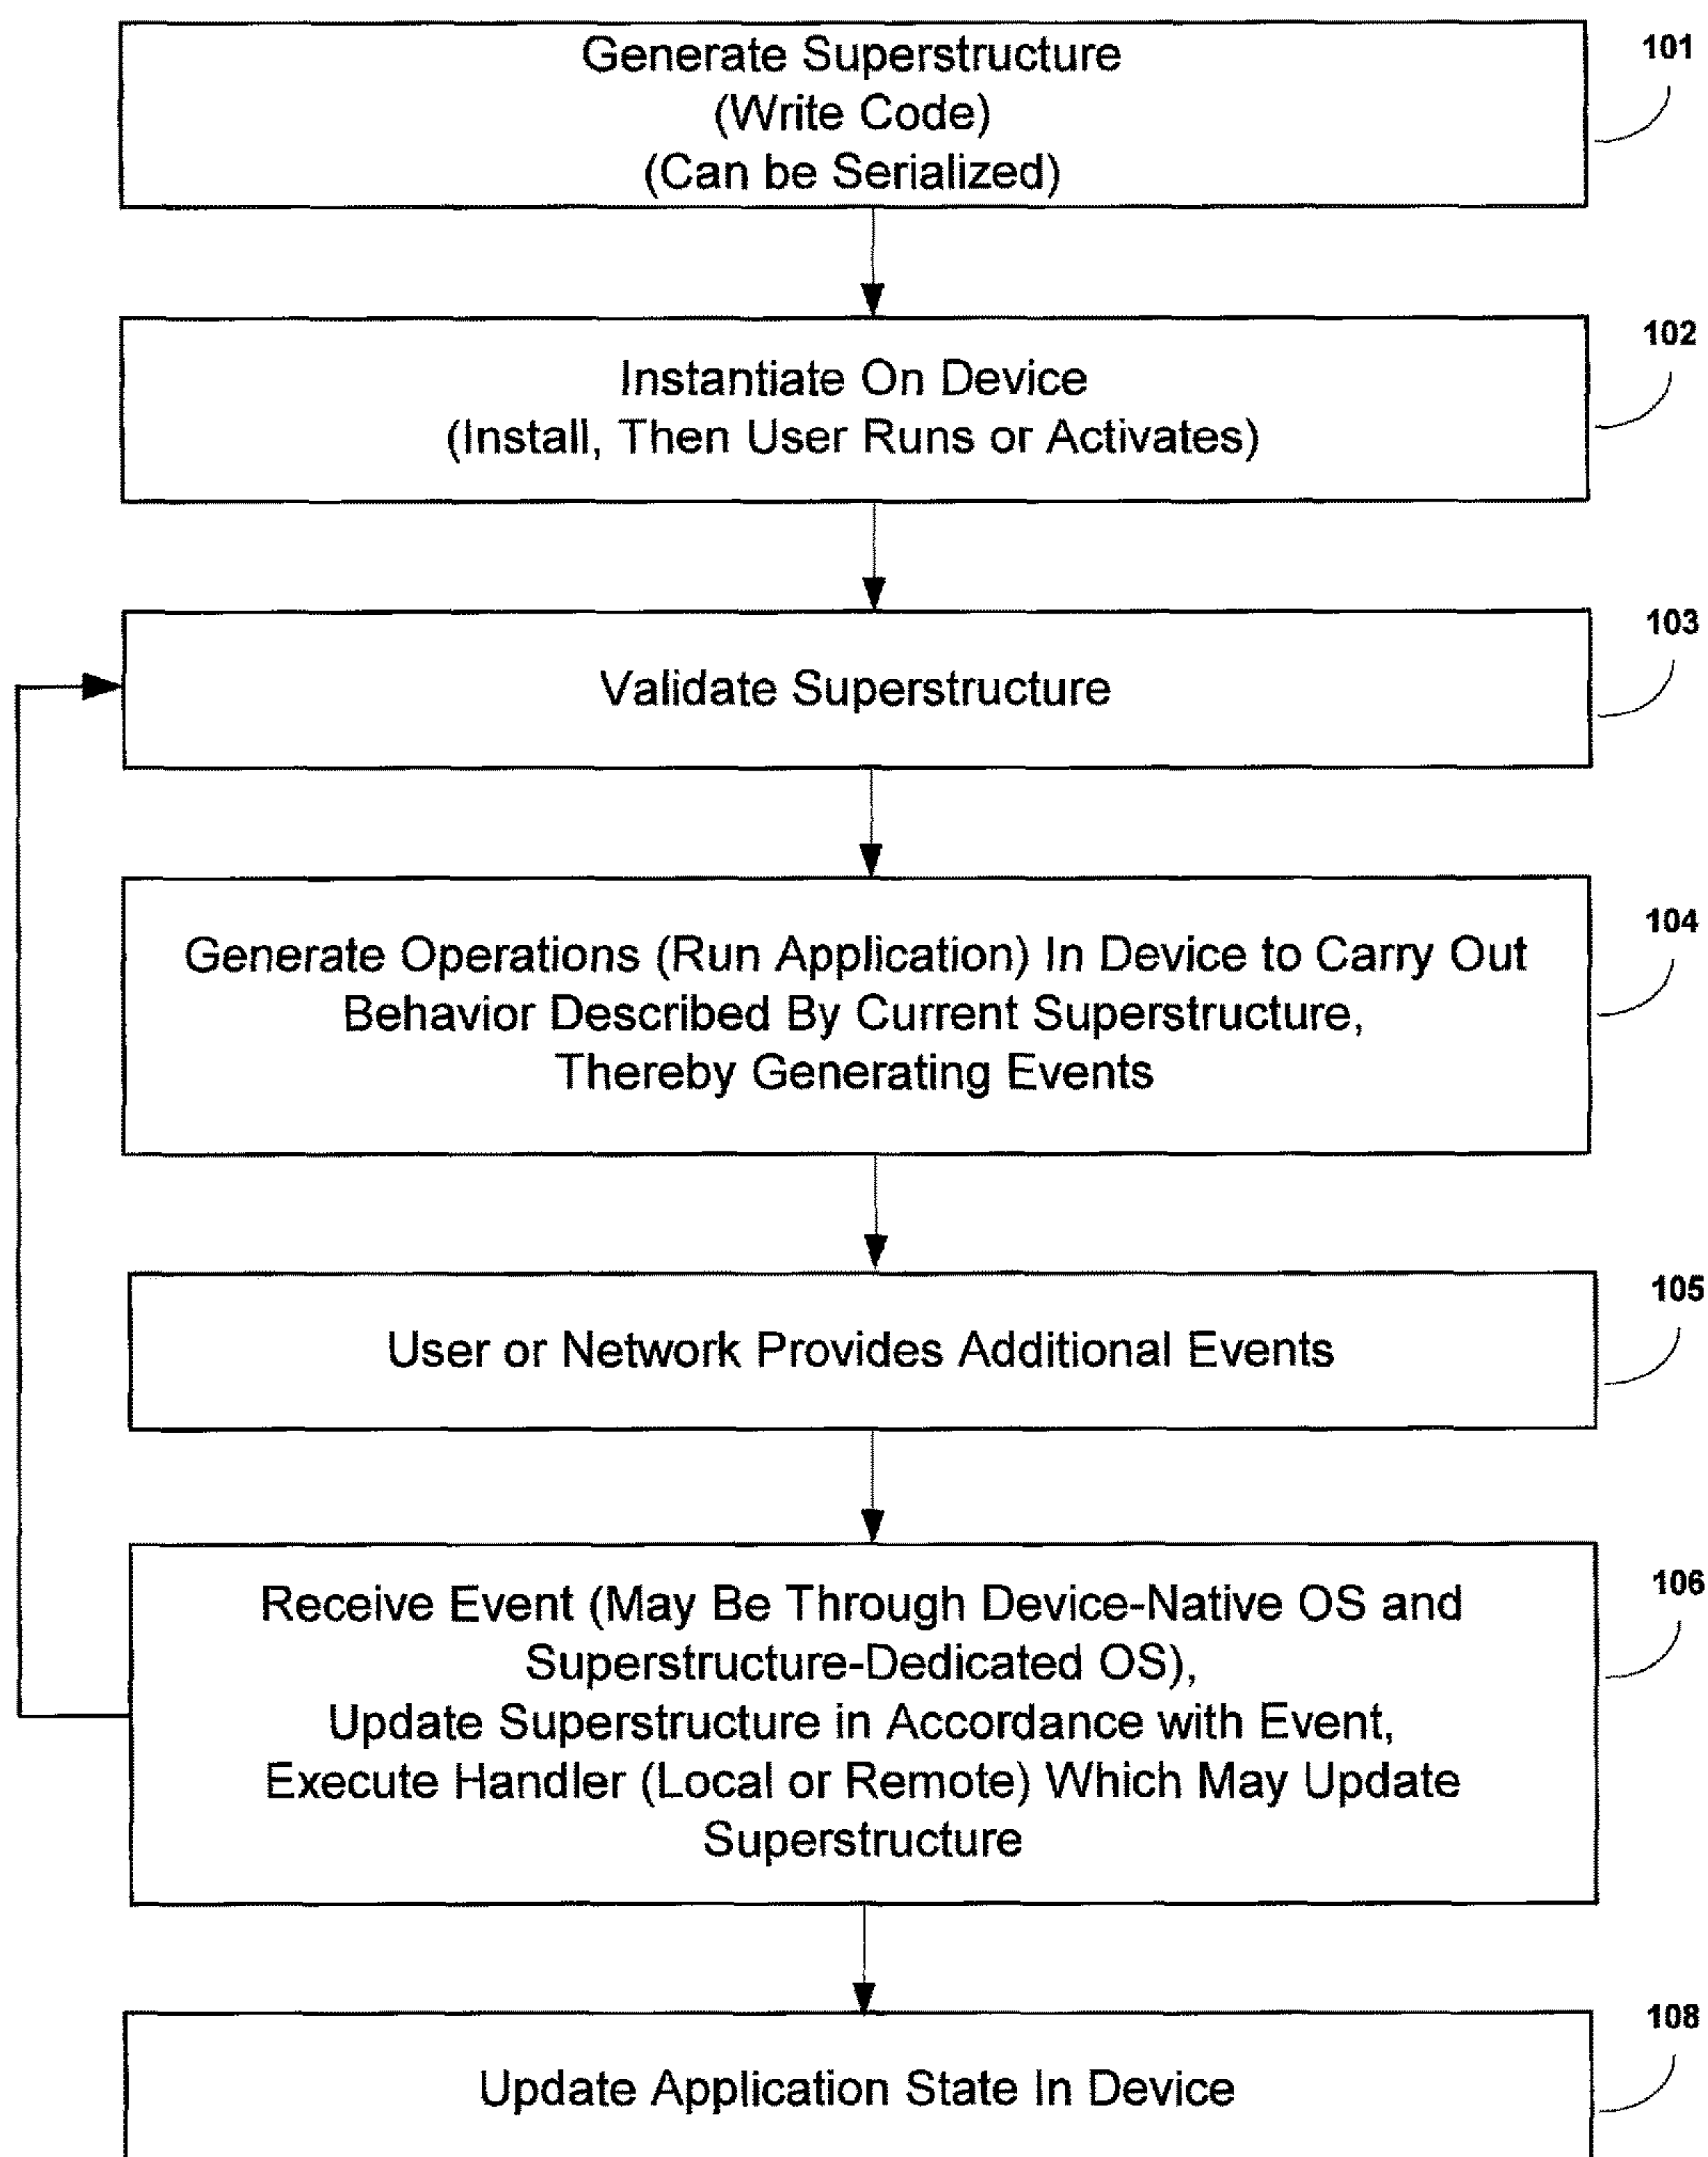 Generate Superstructure
(Write Code)
(Can be Serialized)
101
Instantiate On Device
(Install, Then User Runs or Activates)
102
Validate Superstructure
103
Generate Operations (Run Application) In Device to Carry Out
Behavior Described By Current Superstructure,
Thereby Generating Events
104
User or Network Provides Additional Events
105
Receive Event (May Be Through Device-Native OS and
Superstructure-Dedicated OS),
Update Superstructure in Accordance with Event,
Execute Handler (Local or Remote) Which May Update
Superstructure
106
Update Application State In Device
108